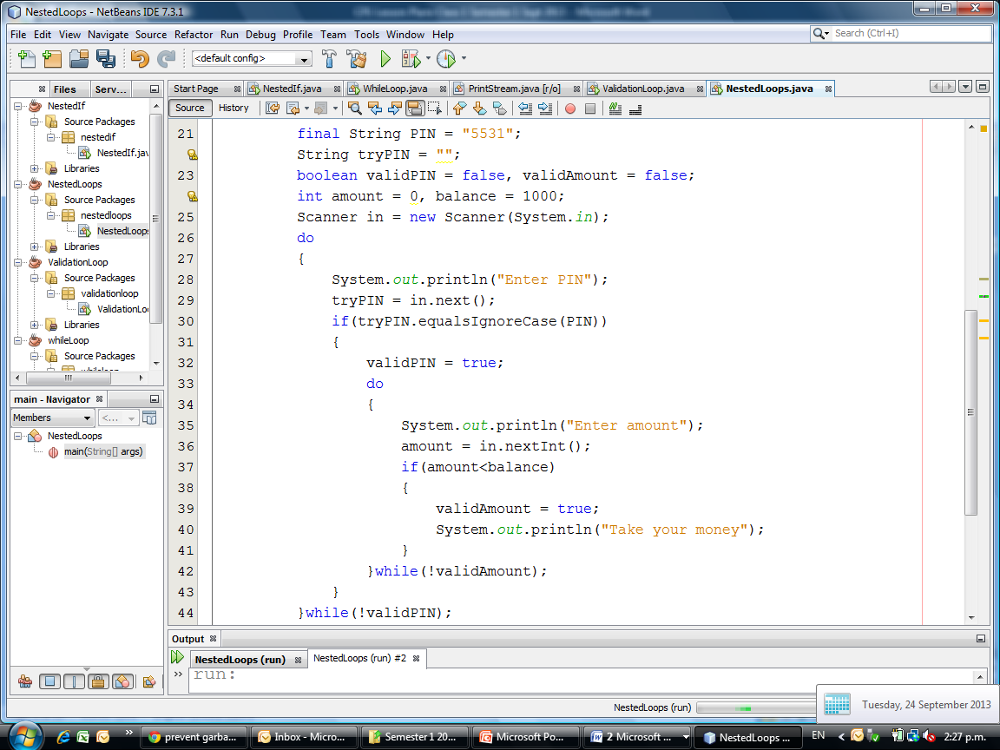 NestedLoops - NetBeans IDE 7.3.1
File Edit View Navigate Source Refactor Run Debug Profile Team Tools Window Help
Search (Ctrl+I)
<default config>
Files Serv...
Start Page NestedIf.java WhileLoop.java PrintStream.java [r/o] ValidationLoop.java NestedLoops.java
Source History
NestedIf
Source Packages
nestedif
NestedIf.jav
Libraries
NestedLoops
Source Packages
nestedloops
NestedLoops
Libraries
ValidationLoop
Source Packages
validationloop
ValidationLoo
Libraries
whileLoop
Source Packages
whileloop
main - Navigator
Members <...
NestedLoops
main(String[] args)
21 final String PIN = "5531";
String tryPIN = "";
23 boolean validPIN = false, validAmount = false;
int amount = 0, balance = 1000;
25 Scanner in = new Scanner(System.in);
26 do
27 {
28 System.out.println("Enter PIN");
29 tryPIN = in.next();
30 if(tryPIN.equalsIgnoreCase(PIN))
31 {
32 validPIN = true;
33 do
34 {
35 System.out.println("Enter amount");
36 amount = in.nextInt();
37 if(amount<balance)
38 {
39 validAmount = true;
40 System.out.println("Take your money");
41 }
42 }while(!validAmount);
43 }
44 }while(!validPIN);
Output
NestedLoops (run) NestedLoops (run) #2
run:
NestedLoops (run)
Tuesday, 24 September 2013
prevent garba... Inbox - Micro... Semester 1 20... Microsoft Po... 2 Microsoft ... NestedLoops ... EN 2:27 p.m.